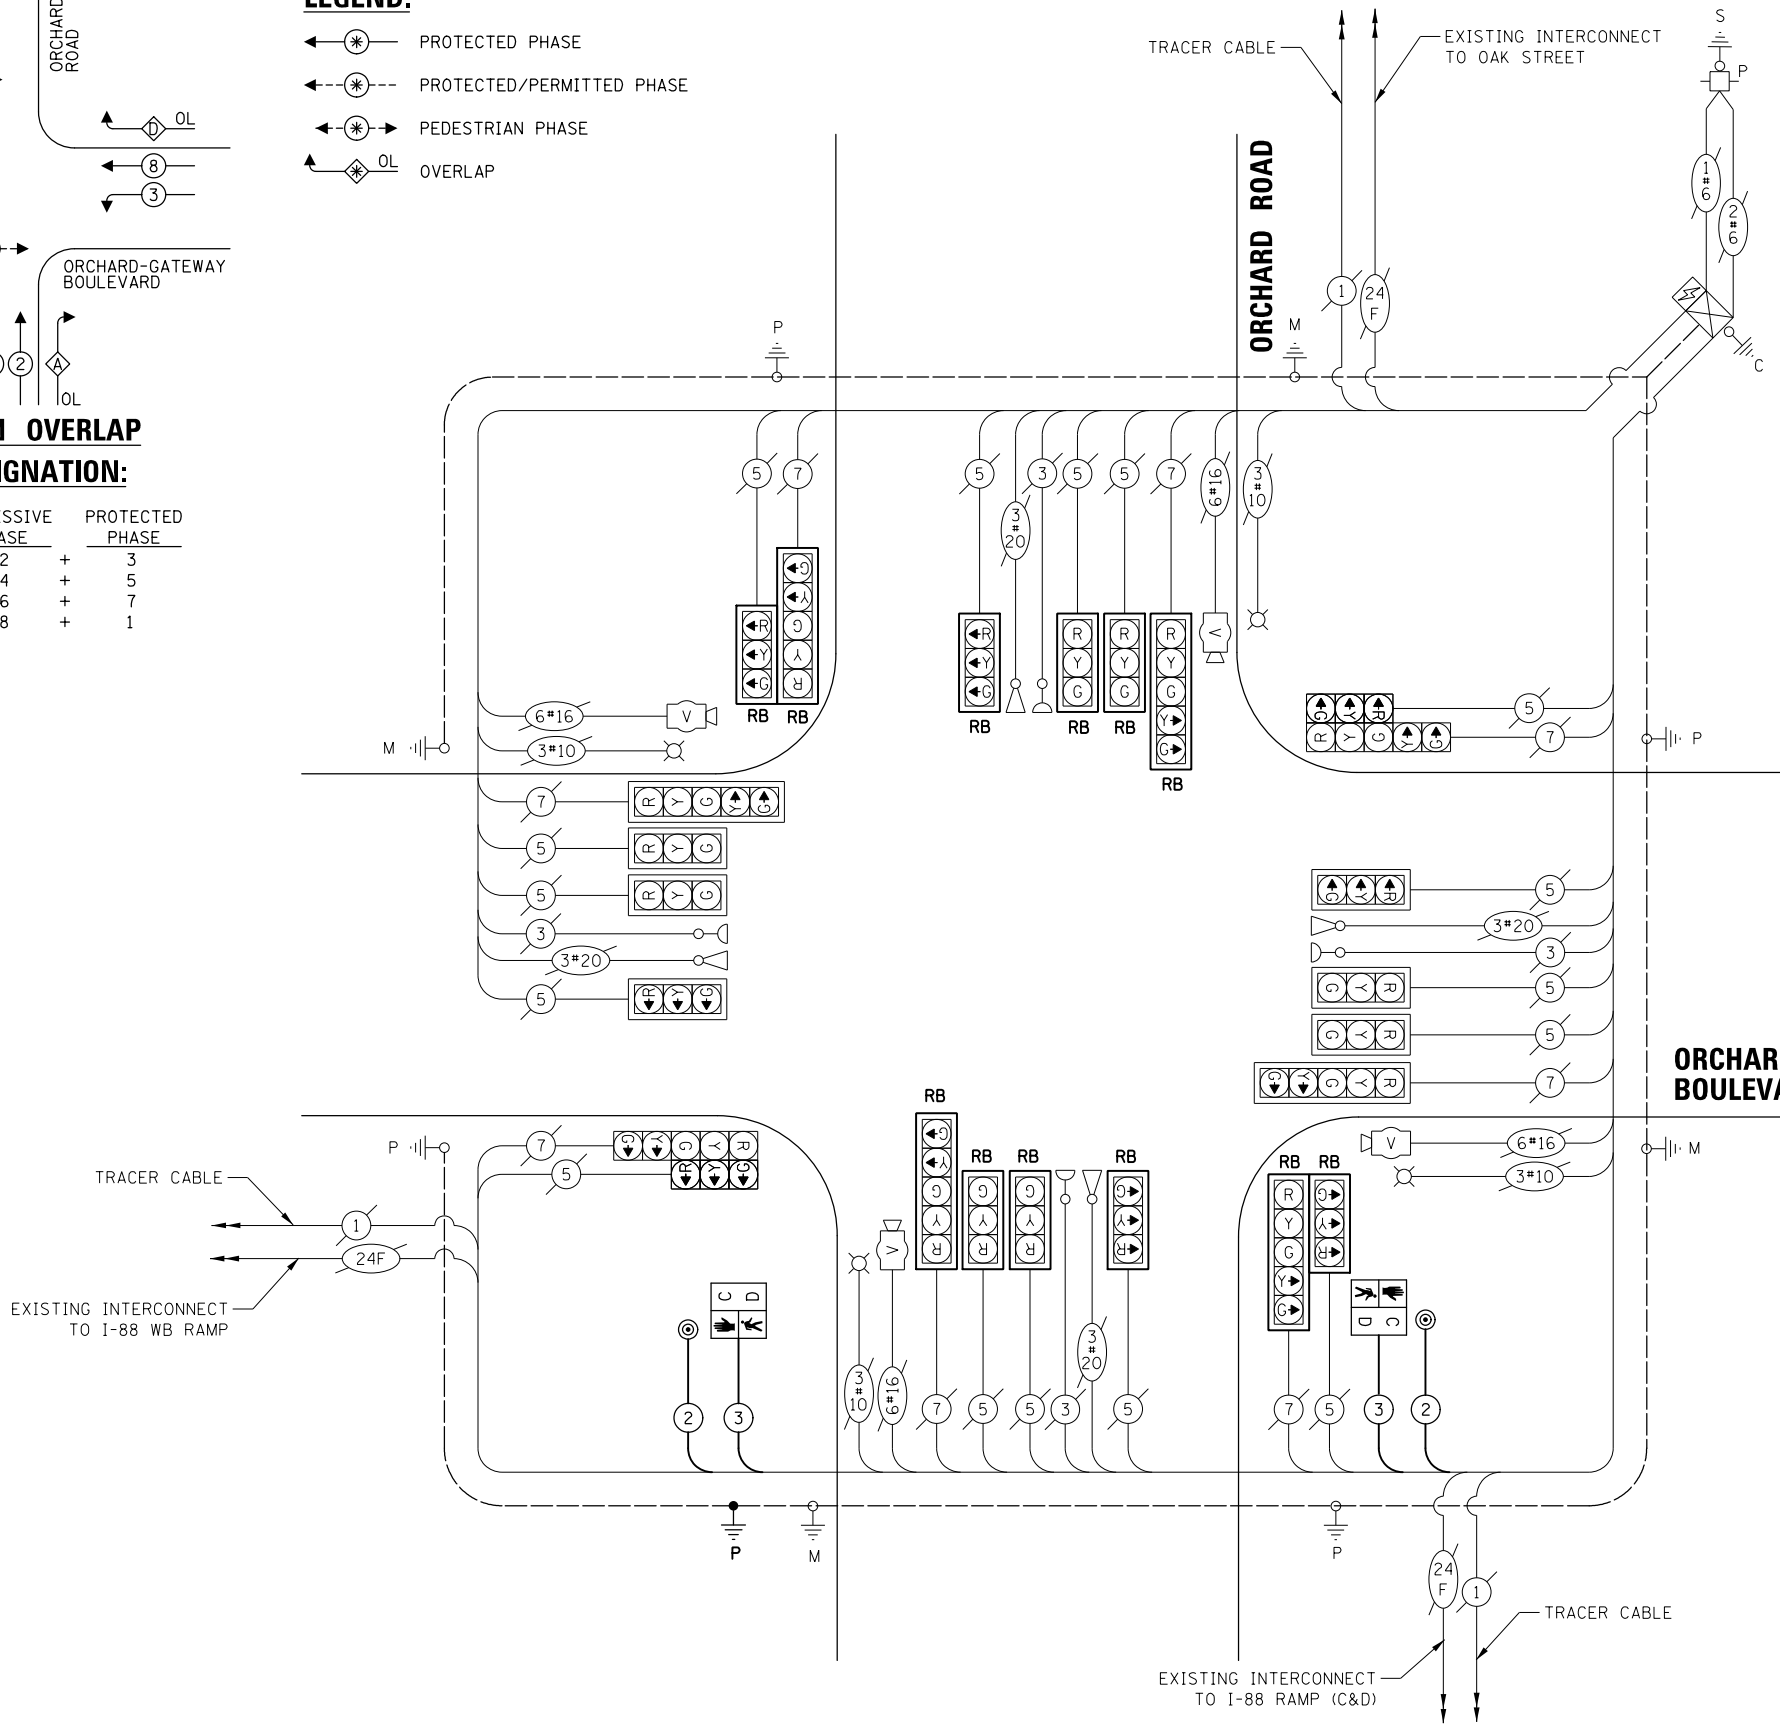 LEGEND:
PROTECTED PHASE
PROTECTED/PERMITTED PHASE
PEDESTRIAN PHASE
OL
OVERLAP
ORCHARD
ROAD
D
OL
8
3
ORCHARD-GATEWAY
BOULEVARD
2
A
OL
OVERLAP
IGNATION:
ESSIVE PROTECTED
ASE PHASE
2 + 3
4 + 5
6 + 7
8 + 1
TRACER CABLE
EXISTING INTERCONNECT
TO OAK STREET
S
P
1#6
2#6
C
ORCHARD ROAD
1
24
F
P
M
5
7
5
3
#
20
3
5
5
7
6#16
3
#
10
G
Y
G
Y
R
R
Y
G
RB
RB
R
Y
G
RB
R
Y
G
RB
R
Y
G
RB
R
Y
G
Y
G
RB
V
6#16
V
M
3#10
G Y R
5
R Y G Y G
7
P
7
R Y G Y G
5
R Y G
5
R Y G
3
3#20
5
R Y G
G Y R
5
3#20
3
G Y R
5
G Y R
5
G Y G Y R
7
ORCHAR
BOULEVA
V
6#16
3#10
M
P
7
G Y G Y R
5
R Y G
TRACER CABLE
1
24F
EXISTING INTERCONNECT
TO I-88 WB RAMP
C D
2
3
3
#
10
6#16
V
RB
G
Y
G
Y
R
7
RB
G
Y
R
5
RB
G
Y
R
5
3
3
#
20
RB
G
Y
R
5
RB
R
Y
G
Y
G
7
RB
G
Y
R
5
D C
3
2
P
M
P
24
F
1
TRACER CABLE
EXISTING INTERCONNECT
TO I-88 RAMP (C&D)